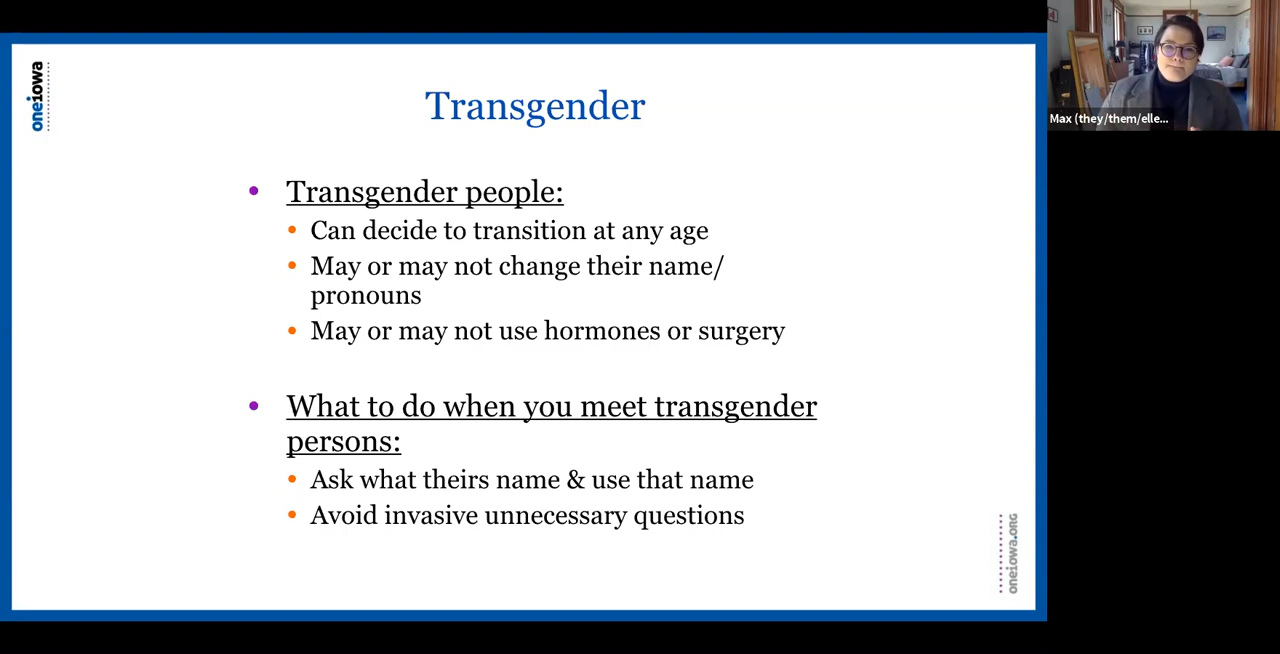 oneiowa
Transgender
Transgender people:
Can decide to transition at any age
May or may not change their name/
pronouns
May or may not use hormones or surgery
What to do when you meet transgender
persons:
Ask what theirs name & use that name
Avoid invasive unnecessary questions
oneiowa.org
Max (they/them/elle...